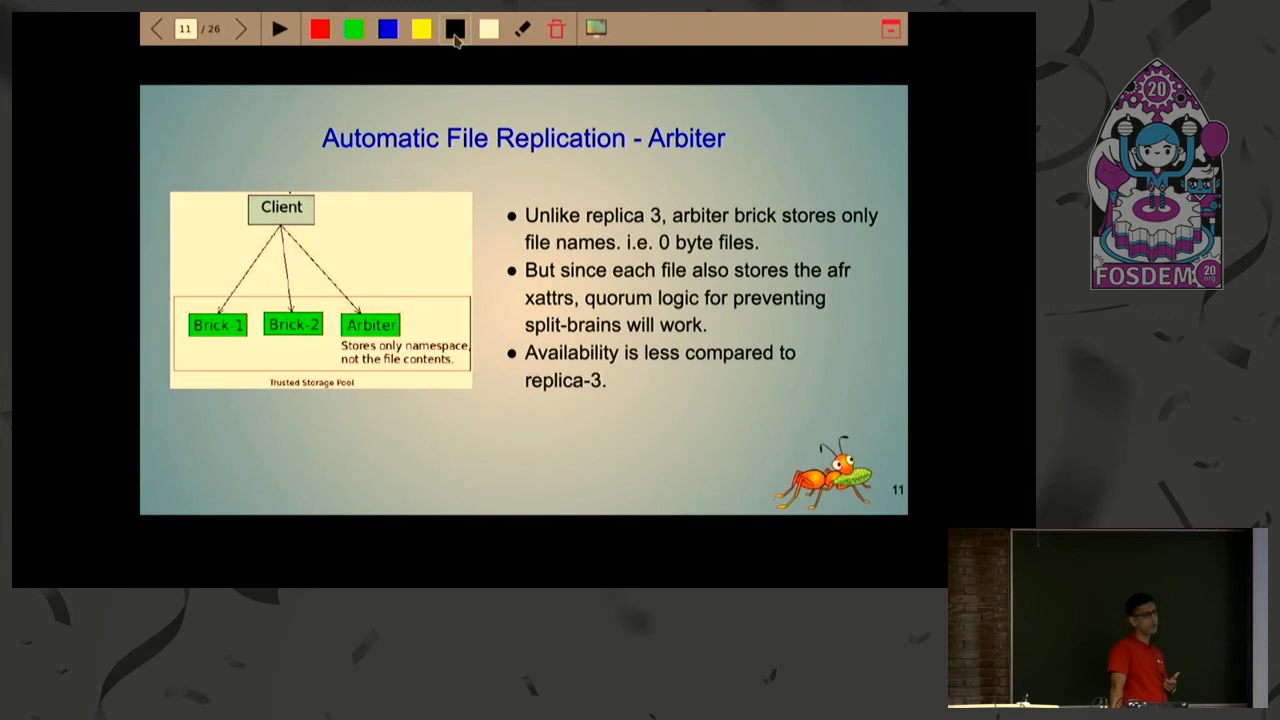 11 / 26
20
Automatic File Replication - Arbiter
Client
Brick-1 Brick-2 Arbiter
Stores only namespace,
not the file contents.
Trusted Storage Pool
● Unlike replica 3, arbiter brick stores only
file names. i.e. 0 byte files.
● But since each file also stores the afr
xattrs, quorum logic for preventing
split-brains will work.
● Availability is less compared to
replica-3.
11
FOSDEM 20
.org